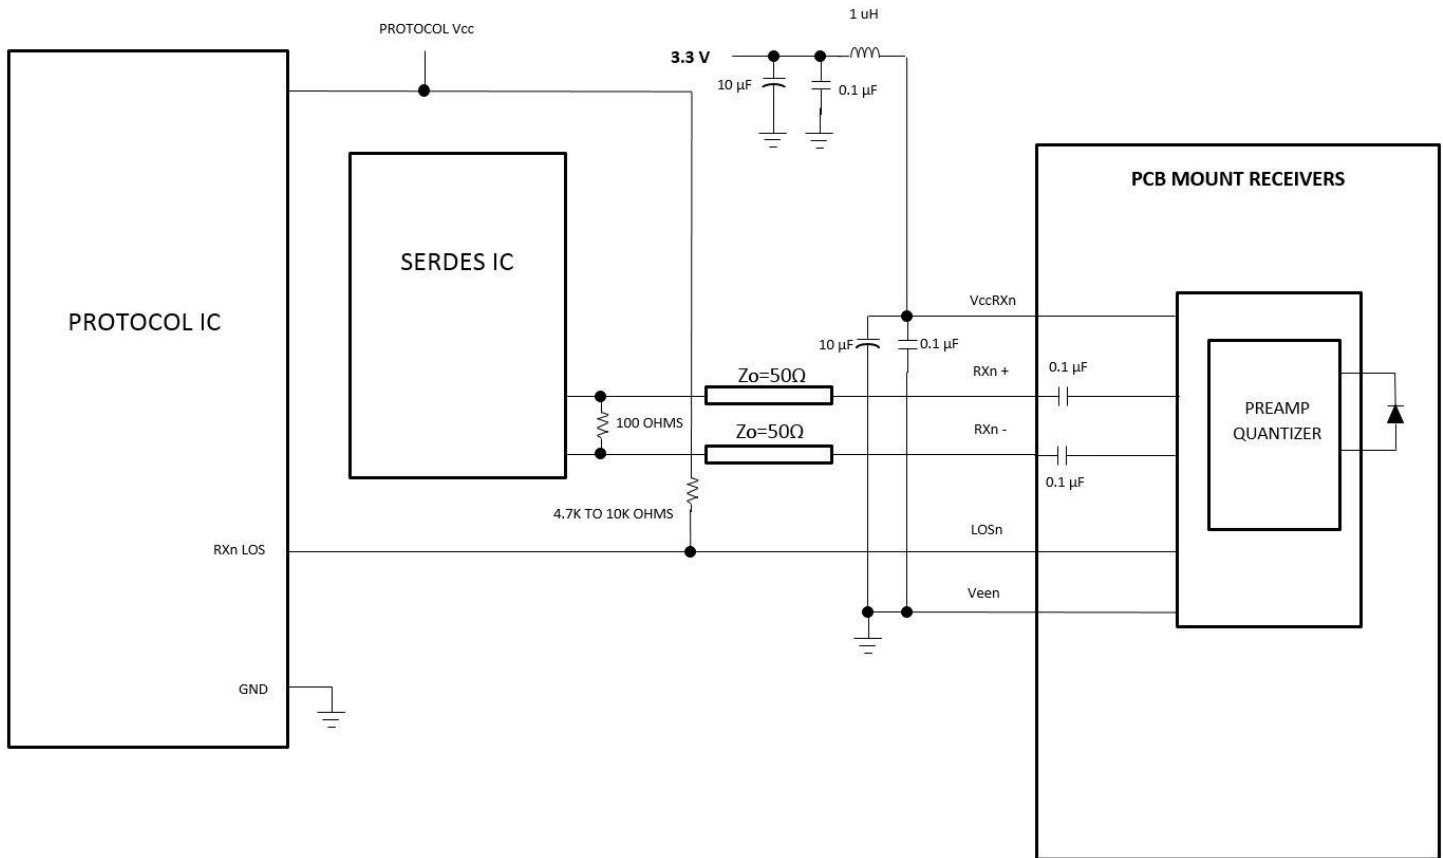 1 uH
PROTOCOL Vcc
3.3 V
10 µF
0.1 µF
PCB MOUNT RECEIVERS
SERDES IC
PROTOCOL IC
VccRXn
10 µF
0.1 µF
Zo=50Ω
RXn +
0.1 µF
100 OHMS
PREAMP
QUANTIZER
Zo=50Ω
RXn -
0.1 µF
4.7K TO 10K OHMS
LOSn
RXn LOS
Veen
GND